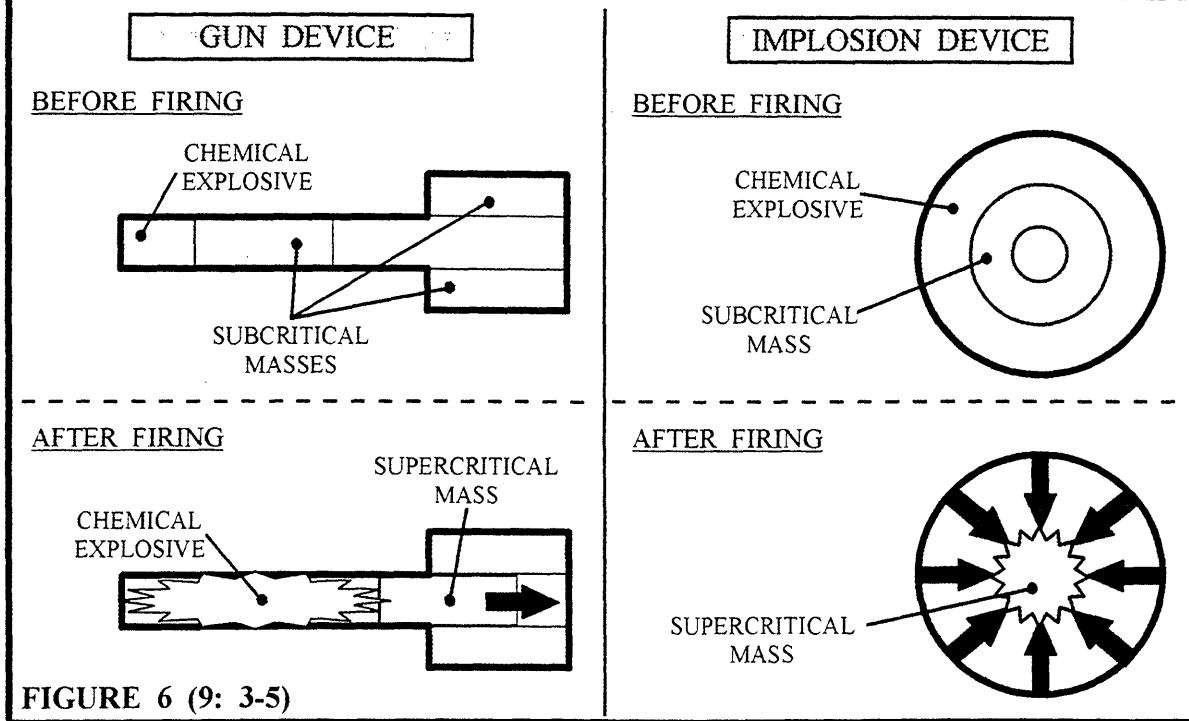 GUN DEVICE
BEFORE FIRING
CHEMICAL
EXPLOSIVE
SUBCRITICAL
MASSES
AFTER FIRING
SUPERCRITICAL
MASS
CHEMICAL
EXPLOSIVE
IMPLOSION DEVICE
BEFORE FIRING
CHEMICAL
EXPLOSIVE
SUBCRITICAL
MASS
AFTER FIRING
SUPERCRITICAL
MASS
FIGURE 6 (9: 3-5)